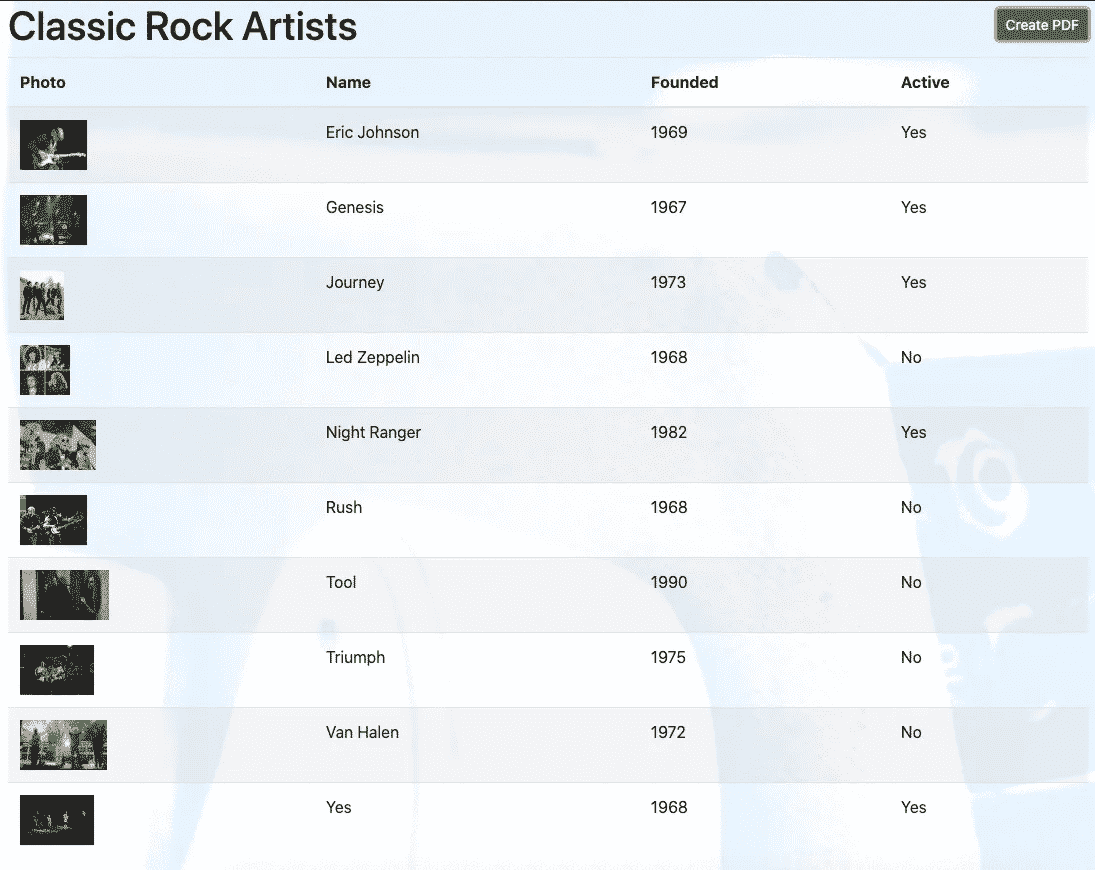 Classic Rock Artists
Create PDF
Photo Name Founded Active
Eric Johnson 1969 Yes
Genesis 1967 Yes
Journey 1973 Yes
Led Zeppelin 1968 No
Night Ranger 1982 Yes
Rush 1968 No
Tool 1990 No
Triumph 1975 No
Van Halen 1972 No
Yes 1968 Yes